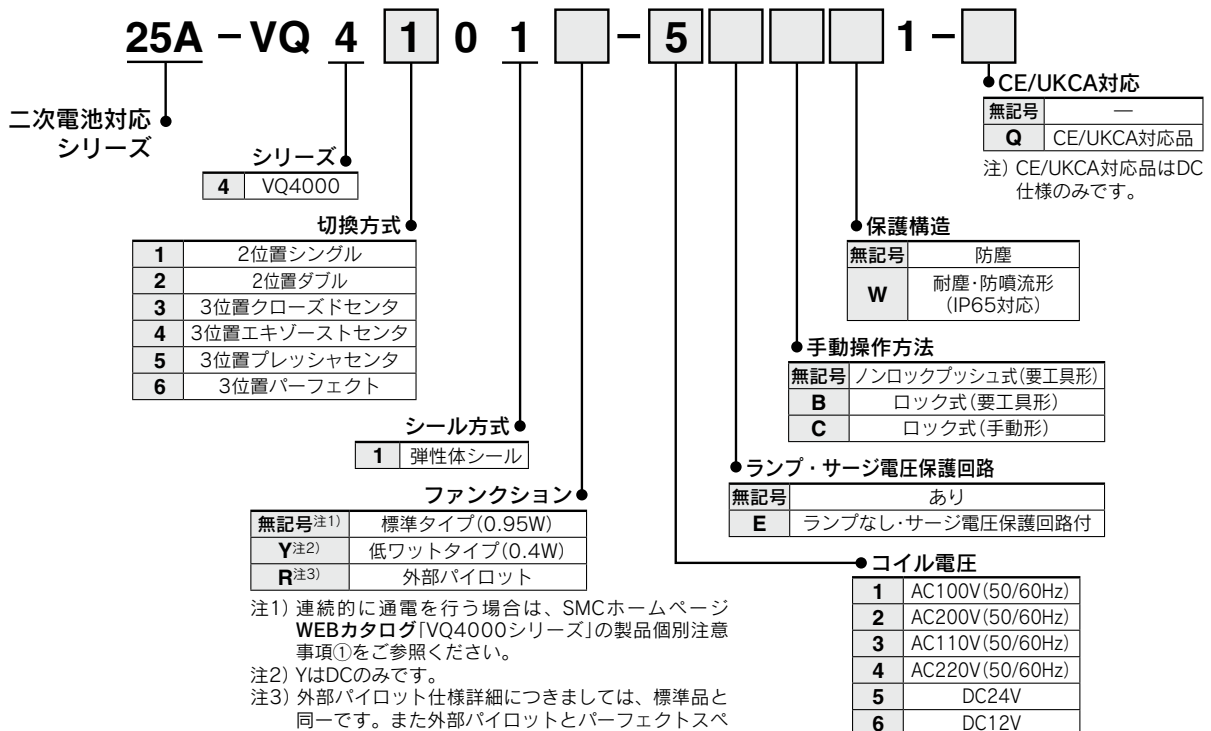 25A－VQ 4 1 0 1 －5 1－
二次電池対応
シリーズ
シリーズ
4 VQ4000
切換方式
1 2位置シングル
2 2位置ダブル
3 3位置クローズドセンタ
4 3位置エキゾーストセンタ
5 3位置プレッシャセンタ
6 3位置パーフェクト
シール方式
1 弾性体シール
ファンクション
無記号注1) 標準タイプ(0.95W)
Y注2) 低ワットタイプ(0.4W)
R注3) 外部パイロット
注1) 連続的に通電を行う場合は、SMCホームページ
WEBカタログ「VQ4000シリーズ」の製品個別注意
事項①をご参照ください。
注2) YはDCのみです。
注3) 外部パイロット仕様詳細につきましては、標準品と
同一です。また外部パイロットとパーフェクトスペ
CE/UKCA対応
無記号 —
Q CE/UKCA対応品
注) CE/UKCA対応品はDC
仕様のみです。
保護構造
無記号 防塵
W 耐塵・防噴流形
(IP65対応)
手動操作方法
無記号 ノンロックプッシュ式(要工具形)
B ロック式(要工具形)
C ロック式(手動形)
ランプ・サージ電圧保護回路
無記号 あり
E ランプなし・サージ電圧保護回路付
コイル電圧
1 AC100V(50/60Hz)
2 AC200V(50/60Hz)
3 AC110V(50/60Hz)
4 AC220V(50/60Hz)
5 DC24V
6 DC12V